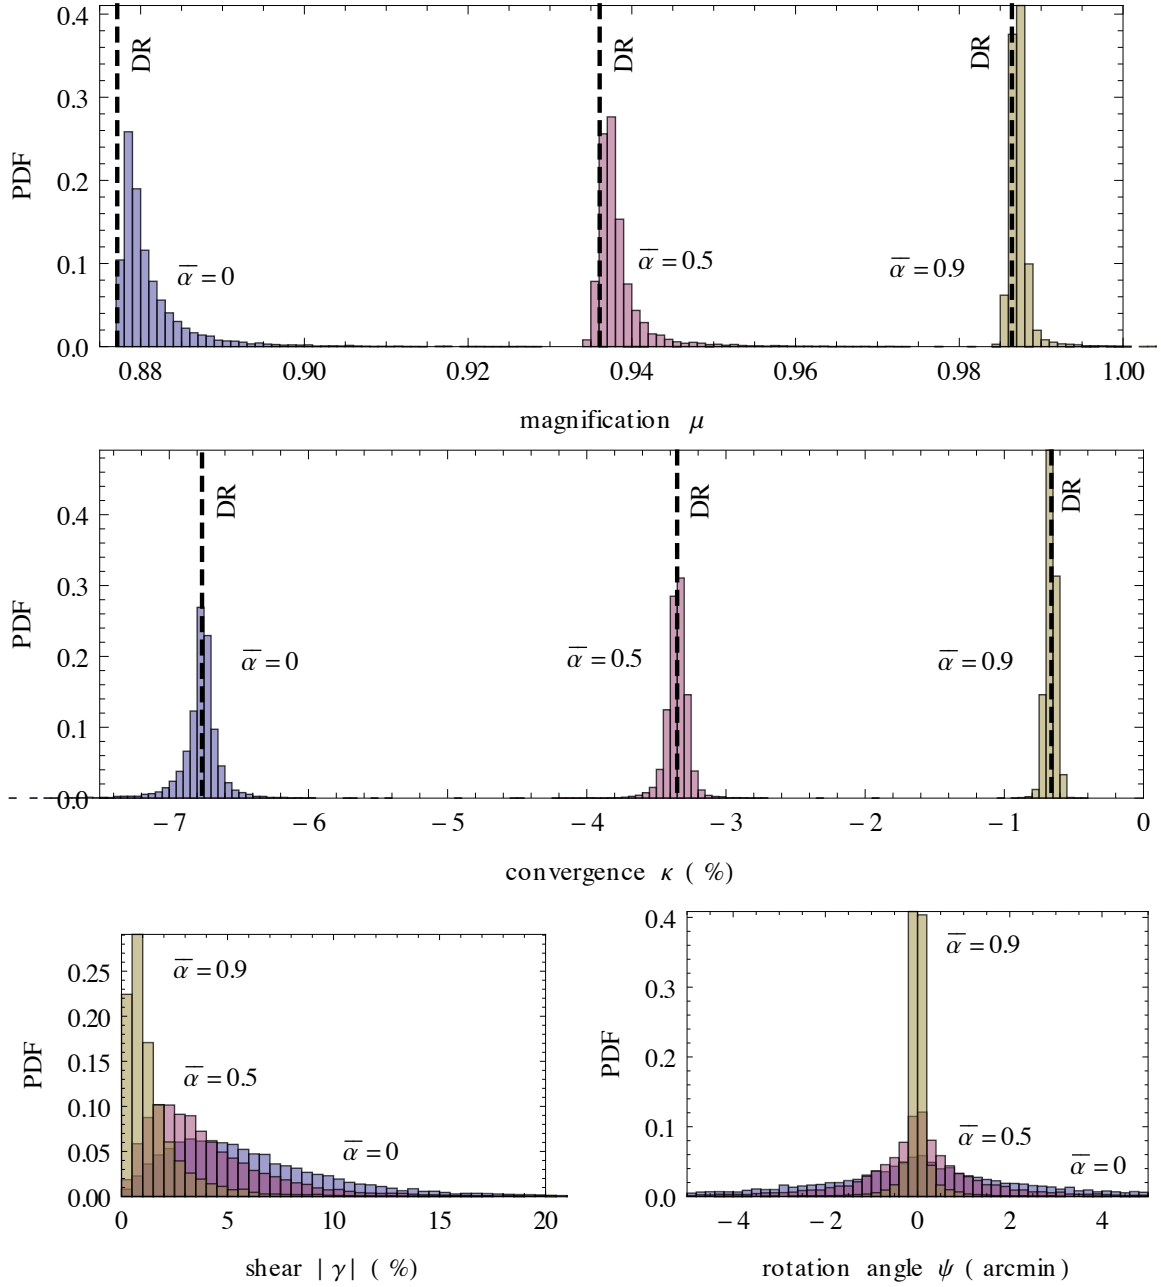 0.4
DR
DR
DR
0.3
PDF
0.2
0.1
α̅ = 0
α̅ = 0.5
α̅ = 0.9
0.0
0.88 0.90 0.92 0.94 0.96 0.98 1.00
magnification μ
DR
DR
DR
0.4
0.3
PDF
0.2
α̅ = 0
α̅ = 0.5
α̅ = 0.9
0.1
0.0
−7 −6 −5 −4 −3 −2 −1 0
convergence κ ( %)
0.25
α̅ = 0.9
0.20
PDF
0.15
α̅ = 0.5
0.10
0.05
α̅ = 0
0.00
0 5 10 15 20
shear | γ | ( %)
0.4
α̅ = 0.9
0.3
PDF
0.2
0.1
α̅ = 0.5
α̅ = 0
0.0
−4 −2 0 2 4
rotation angle ψ ( arcmin)